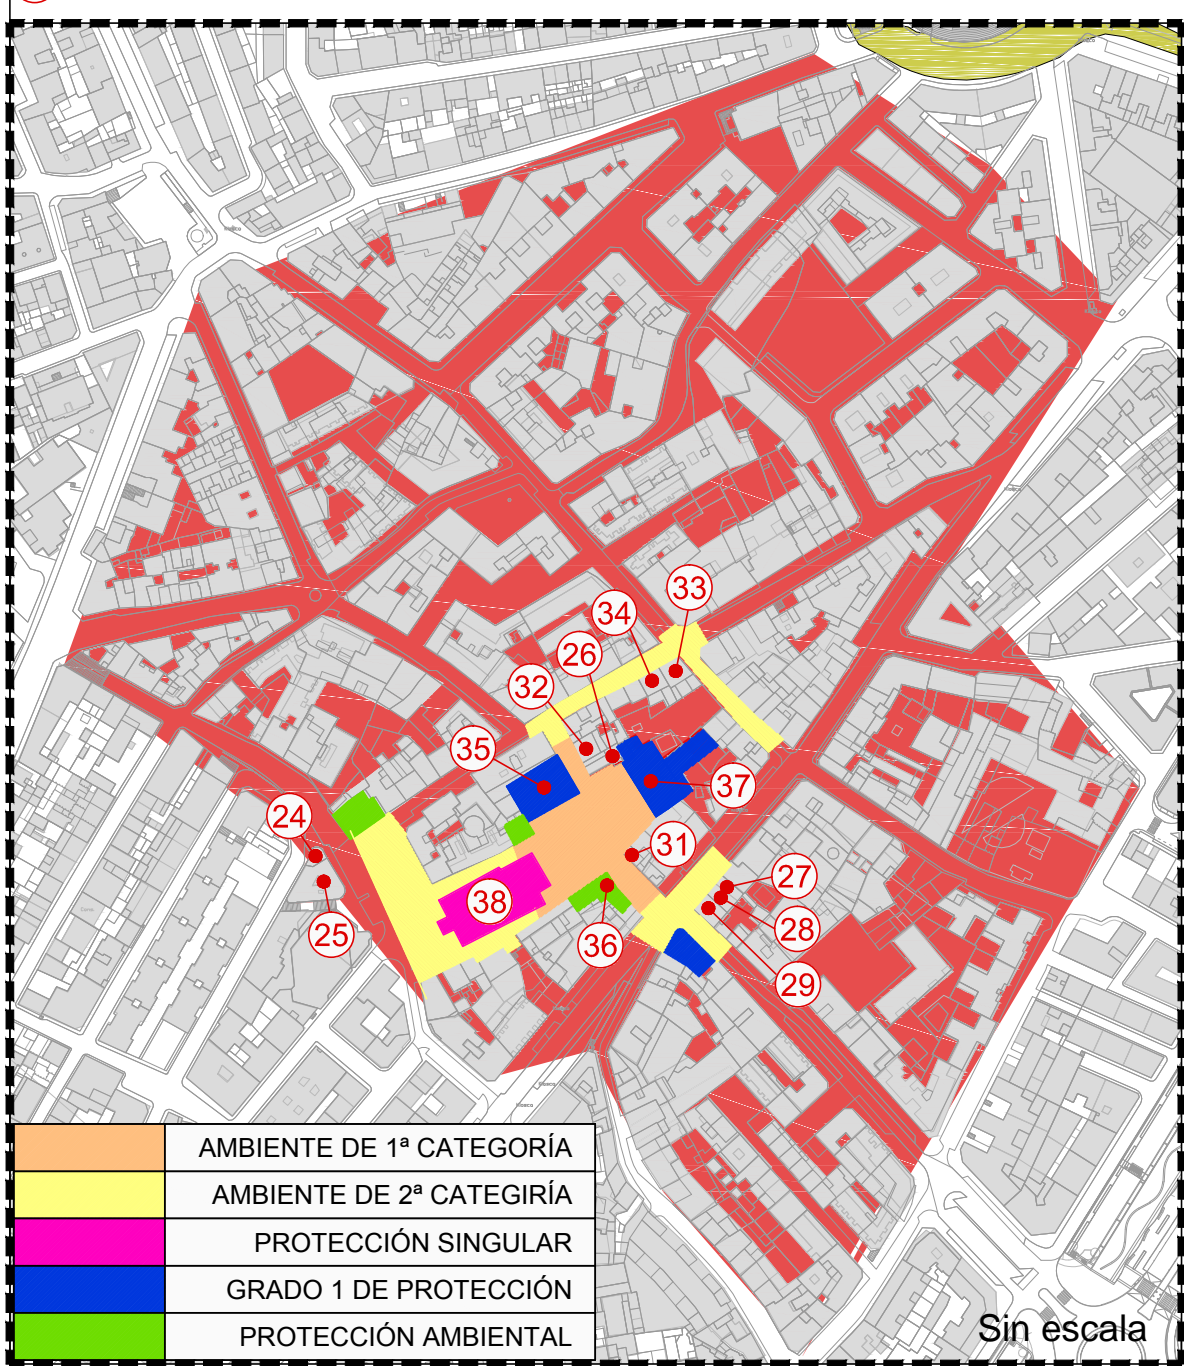 33
34
26
32
35
37
24
31
27
38
28
25
36
29
AMBIENTE DE 1ª CATEGORÍA
AMBIENTE DE 2ª CATEGIRÍA
PROTECCIÓN SINGULAR
GRADO 1 DE PROTECCIÓN
PROTECCIÓN AMBIENTAL
Sin escala